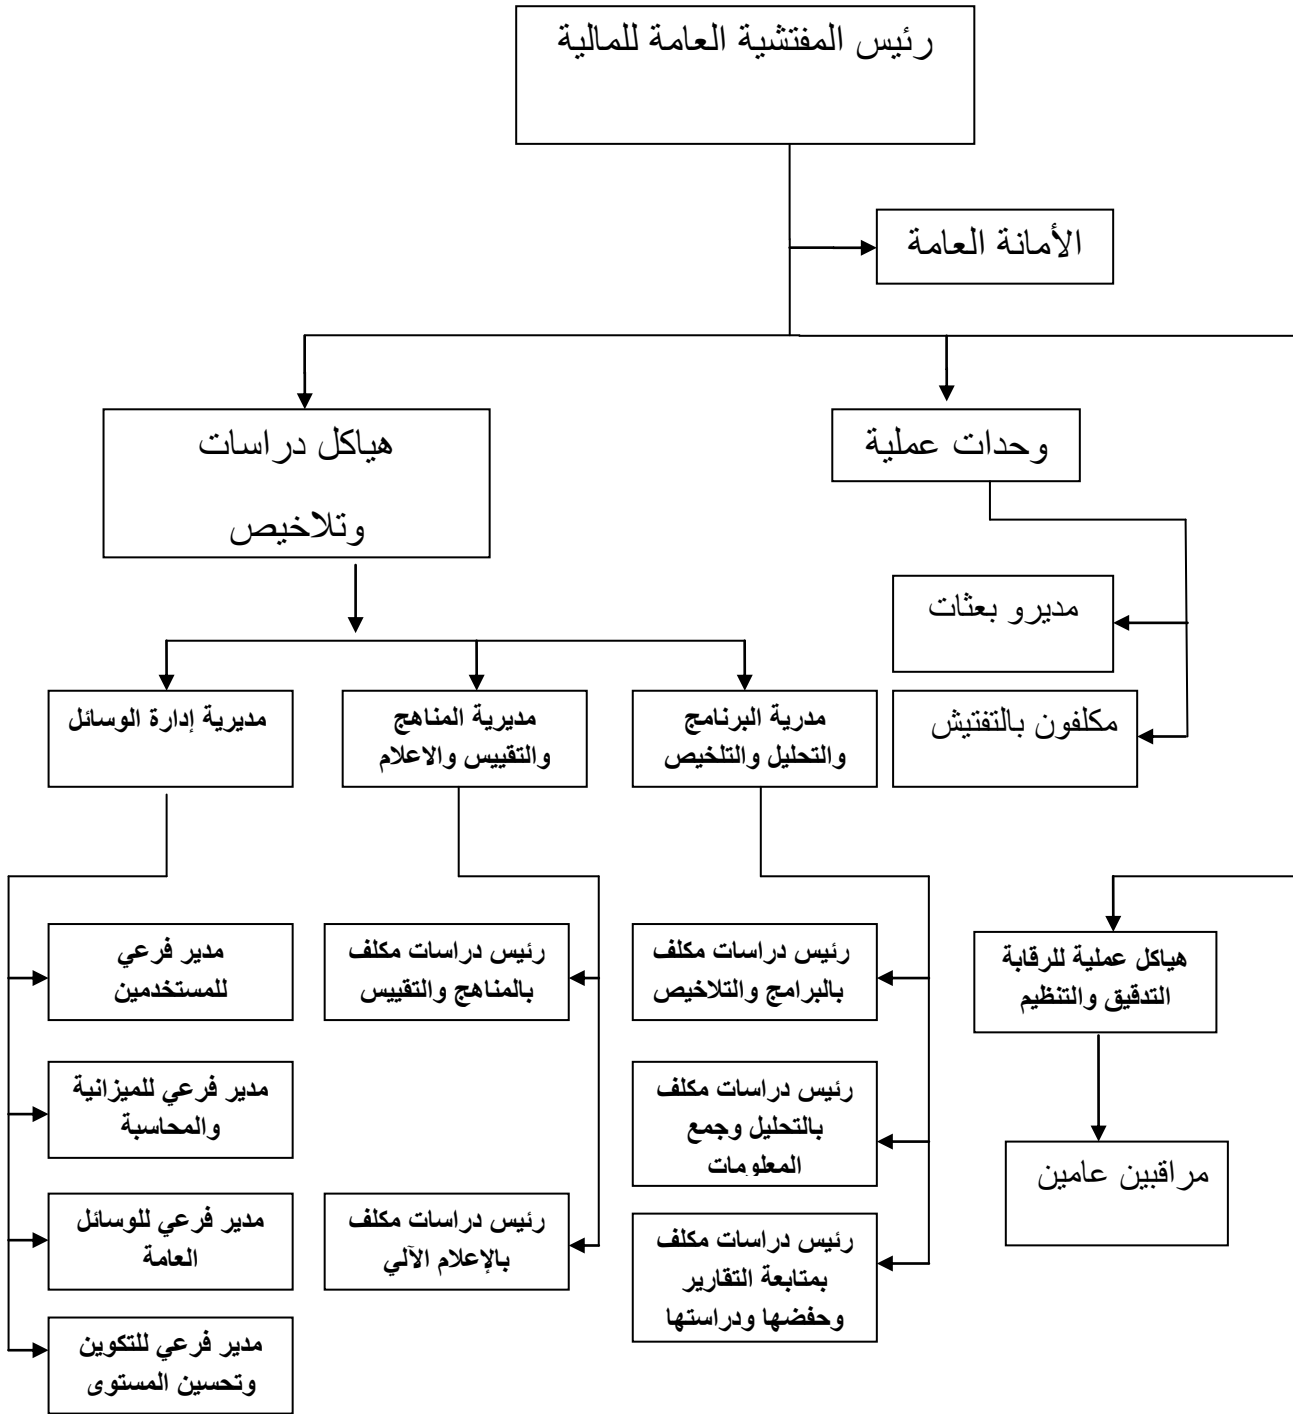 رئيس المفتشية العامة للمالية
الأمانة العامة
وحدات عملية
هياكل دراسات
وتلاخيص
مديرو بعثات
مكلفون بالتفتيش
مدرية البرنامج
والتحليل والتلخيص
مديرية المناهج
والتقييس والاعلام
مديرية إدارة الوسائل
هياكل عملية للرقابة
التدقيق والتنظيم
رئيس دراسات مكلف
بالبرامج والتلاخيص
رئيس دراسات مكلف
بالمناهج والتقييس
مدير فرعي
للمستخدمين
مراقبين عامين
رئيس دراسات مكلف
بالتحليل وجمع
المعلومات
مدير فرعي للميزانية
والمحاسبة
رئيس دراسات مكلف
بمتابعة التقارير
وحفضها ودراستها
رئيس دراسات مكلف
بالإعلام الآلي
مدير فرعي للوسائل
العامة
مدير فرعي للتكوين
وتحسين المستوى